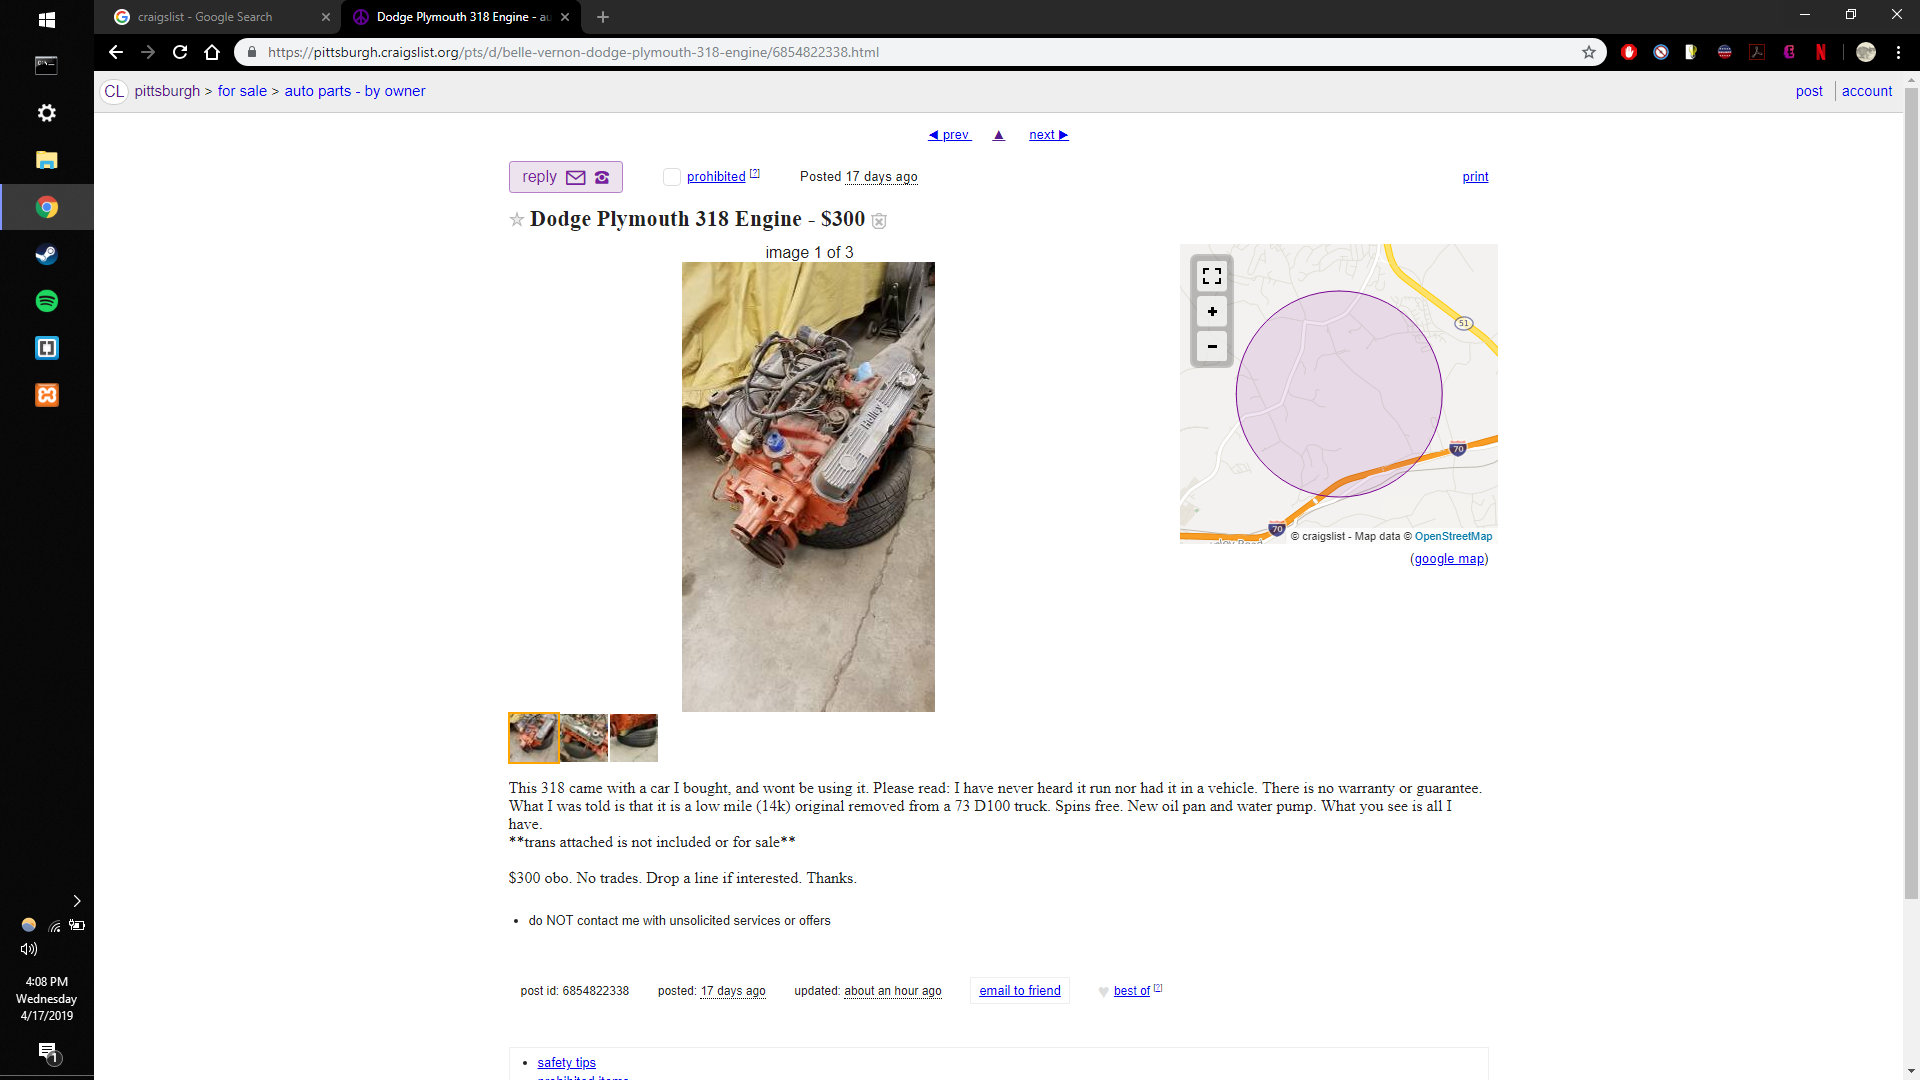 craigslist - Google Search
Dodge Plymouth 318 Engine - au
https://pittsburgh.craigslist.org/pts/d/belle-vernon-dodge-plymouth-318-engine/6854822338.html
CL pittsburgh > for sale > auto parts - by owner
post account
◀ prev ▲ next ▶
reply prohibited [?] Posted 17 days ago print
☆ Dodge Plymouth 318 Engine - $300
image 1 of 3
51
70
70
© craigslist - Map data © OpenStreetMap
(google map)
This 318 came with a car I bought, and wont be using it. Please read: I have never heard it run nor had it in a vehicle. There is no warranty or guarantee.
What I was told is that it is a low mile (14k) original removed from a 73 D100 truck. Spins free. New oil pan and water pump. What you see is all I
have.
**trans attached is not included or for sale**
$300 obo. No trades. Drop a line if interested. Thanks.
• do NOT contact me with unsolicited services or offers
post id: 6854822338 posted: 17 days ago updated: about an hour ago email to friend ♥ best of [?]
• safety tips
prohibited items
4:08 PM
Wednesday
4/17/2019
1